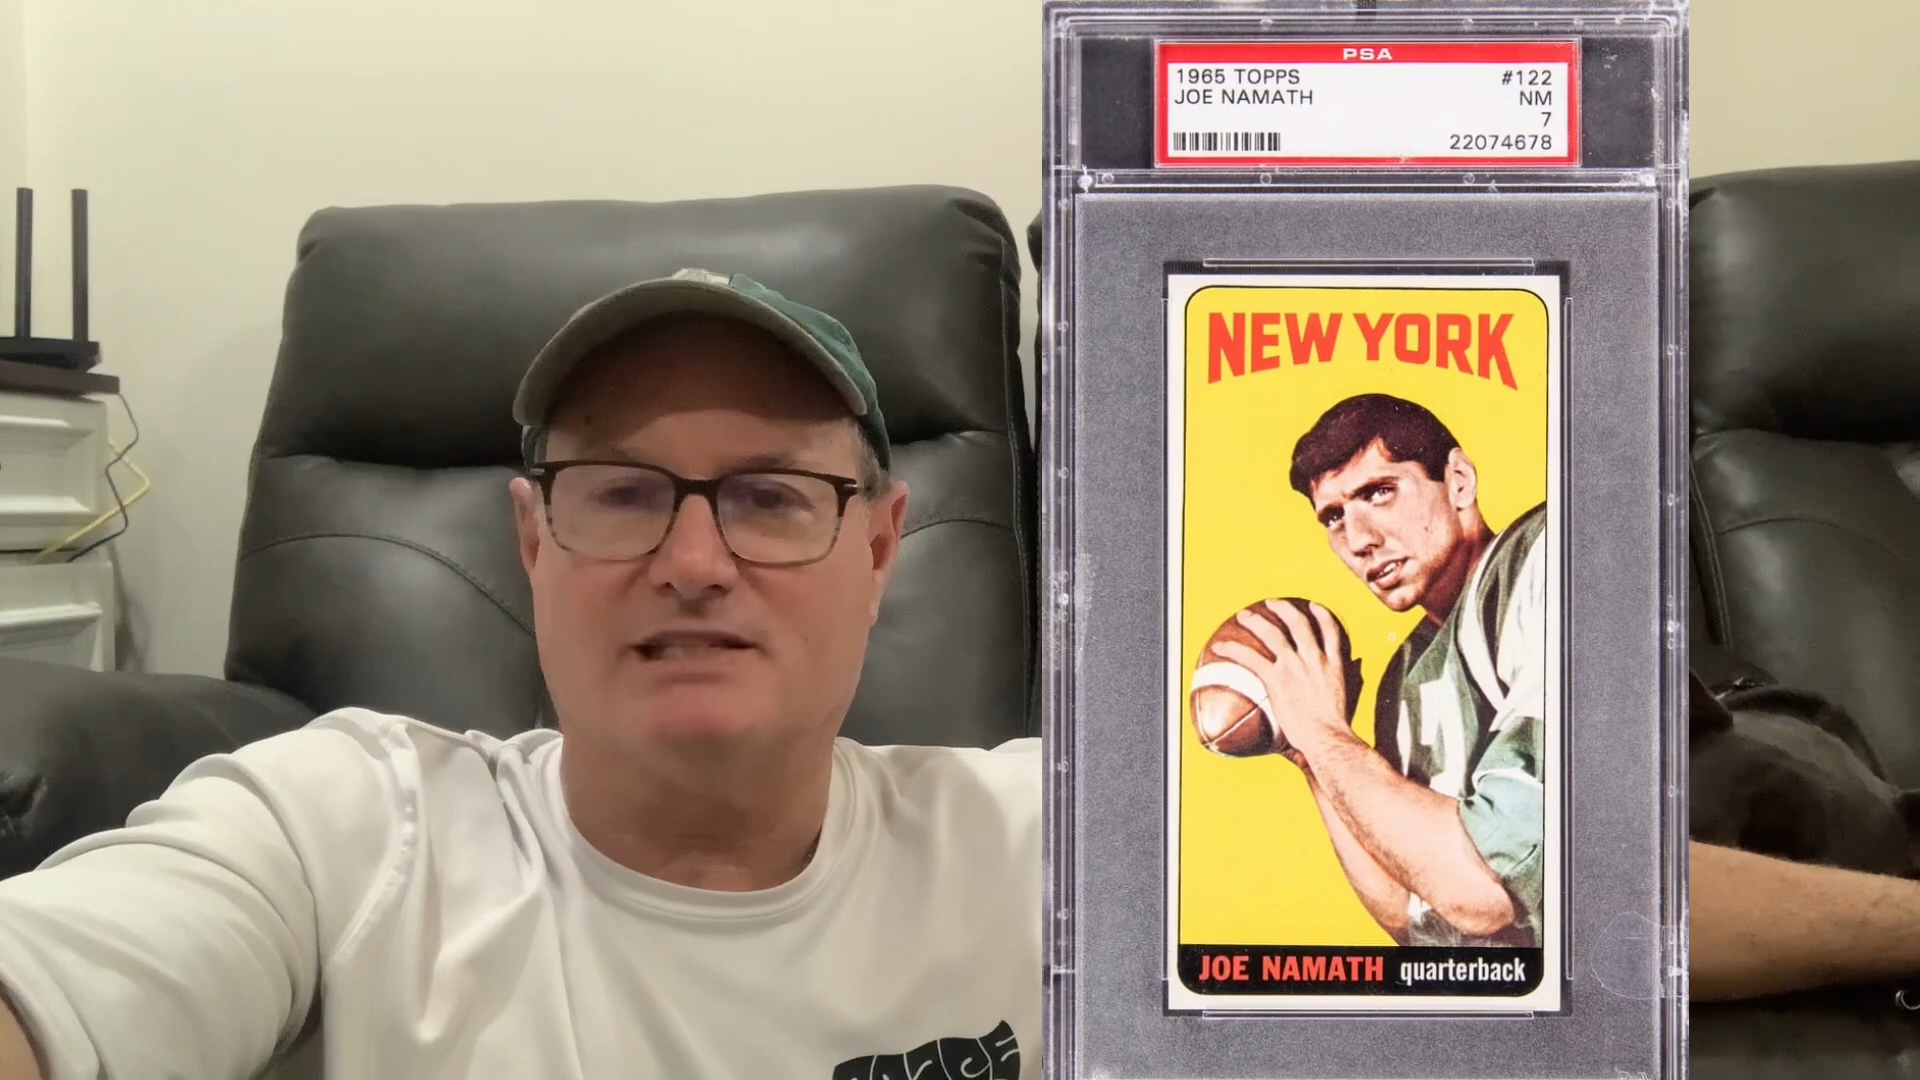 PSA
1965 TOPPS #122
JOE NAMATH NM
7
22074678
NEW YORK
JOE NAMATH quarterback